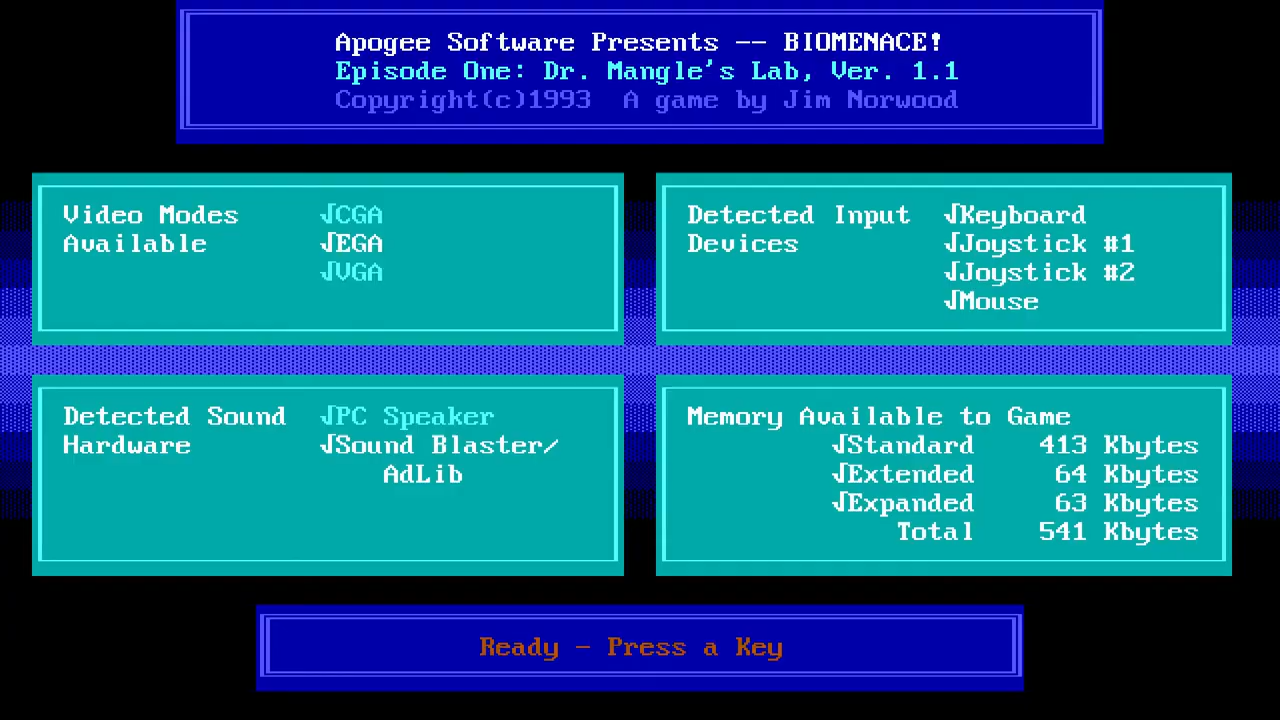 Apogee Software Presents -- BIOMENACE!
Episode One: Dr. Mangle's Lab, Ver. 1.1
Copyright(c)1993  A game by Jim Norwood
Video Modes √CGA
Available √EGA
√VGA
Detected Input √Keyboard
Devices √Joystick #1
√Joystick #2
√Mouse
Detected Sound √PC Speaker
Hardware √Sound Blaster/
AdLib
Memory Available to Game
√Standard 413 Kbytes
√Extended 64 Kbytes
√Expanded 63 Kbytes
Total 541 Kbytes
Ready - Press a Key